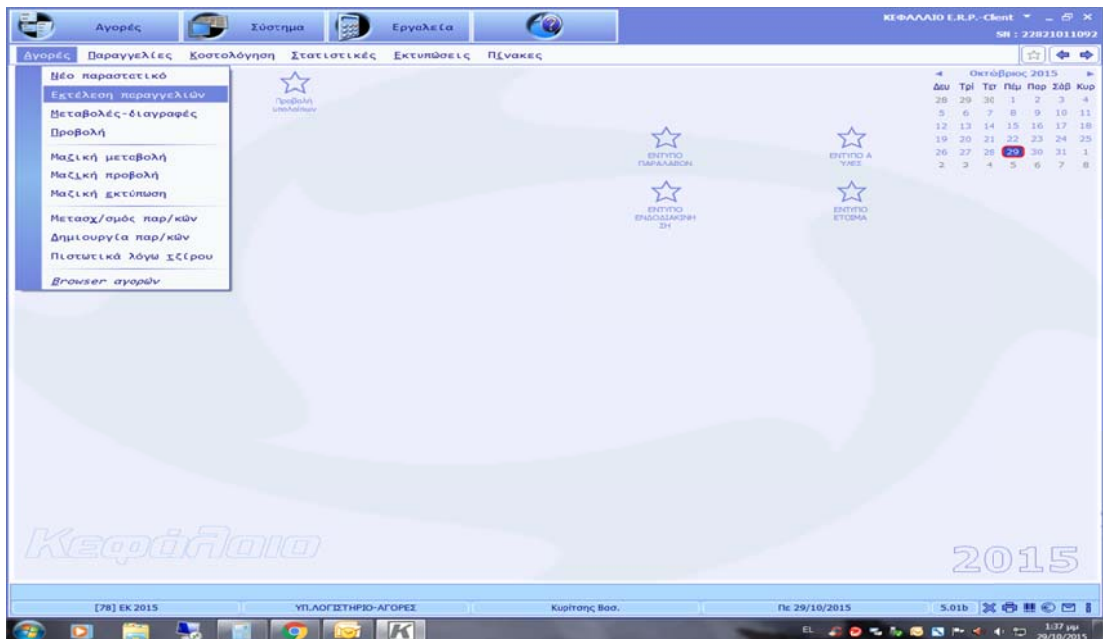 Αγορές Σύστημα Εργαλεία
ΚΕΦΑΛΑΙΟ E.R.P.-Client
SN : 22821011092
Αγορές Παραγγελίες Κοστολόγηση Στατιστικές Εκτυπώσεις Πίνακες
Νέο παραστατικό
Εκτέλεση παραγγελιών
Μεταβολές-διαγραφές
Προβολή
Μαζική μεταβολή
Μαζική προβολή
Μαζική εκτύπωση
Μετασχ/σμός παρ/κών
Δημιουργία παρ/κών
Πιστωτικά λόγω τζίρου
Browser αγορών
Προβολή
υπολοίπων
ΕΝΤΥΠΟ
ΠΑΡΑΛΑΒΩΝ
ΕΝΤΥΠΟ Α
ΥΛΕΣ
ΕΝΤΥΠΟ
ΕΝΔΟΔΙΑΚΙΝΗ
ΣΗ
ΕΝΤΥΠΟ
ΕΤΟΙΜΑ
Οκτώβριος 2015
Δευ Τρί Τετ Πέμ Παρ Σάβ Κυρ
28 29 30 1 2 3 4
5 6 7 8 9 10 11
12 13 14 15 16 17 18
19 20 21 22 23 24 25
26 27 28 29 30 31 1
2 3 4 5 6 7 8
Κεφάλαιο
2015
[78] ΕΚ 2015 ΥΠ.ΛΟΓΙΣΤΗΡΙΟ-ΑΓΟΡΕΣ Κυρίτσης Βασ. Πε 29/10/2015 5.01b
EL 1:37 μμ
29/10/2015